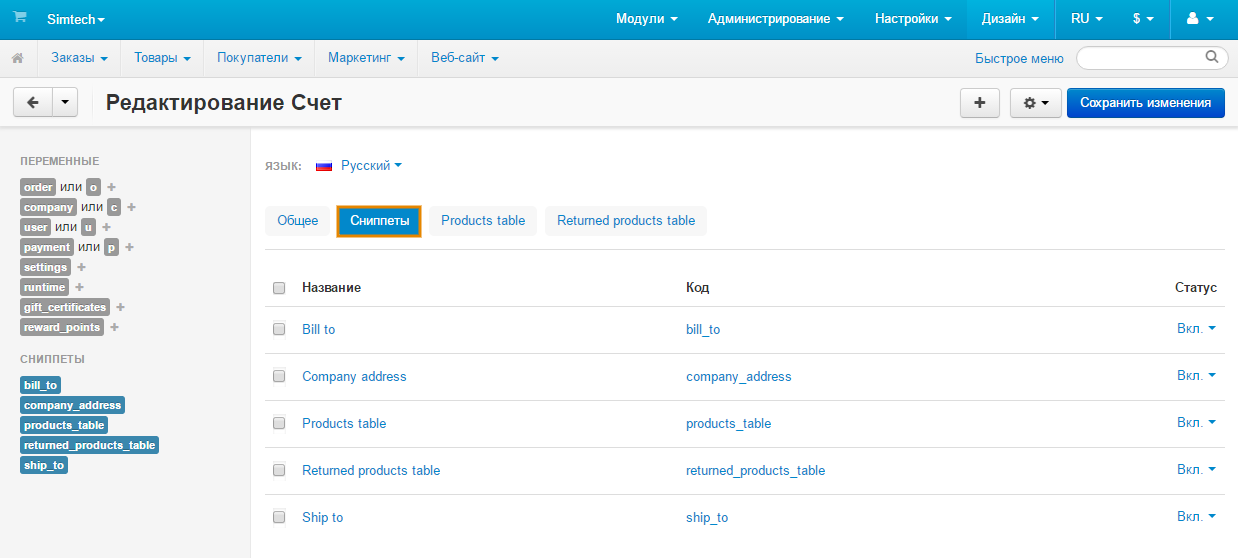 Simtech Модули Администрирование Настройки Дизайн RU $
Заказы Товары Покупатели Маркетинг Веб-сайт Быстрое меню
Редактирование Счет Сохранить изменения
ПЕРЕМЕННЫЕ
order или o
company или c
user или u
payment или p
settings
runtime
gift_certificates
reward_points
СНИППЕТЫ
bill_to
company_address
products_table
returned_products_table
ship_to
ЯЗЫК: Русский
Общее Сниппеты Products table Returned products table
Название Код Статус
Bill to bill_to Вкл.
Company address company_address Вкл.
Products table products_table Вкл.
Returned products table returned_products_table Вкл.
Ship to ship_to Вкл.